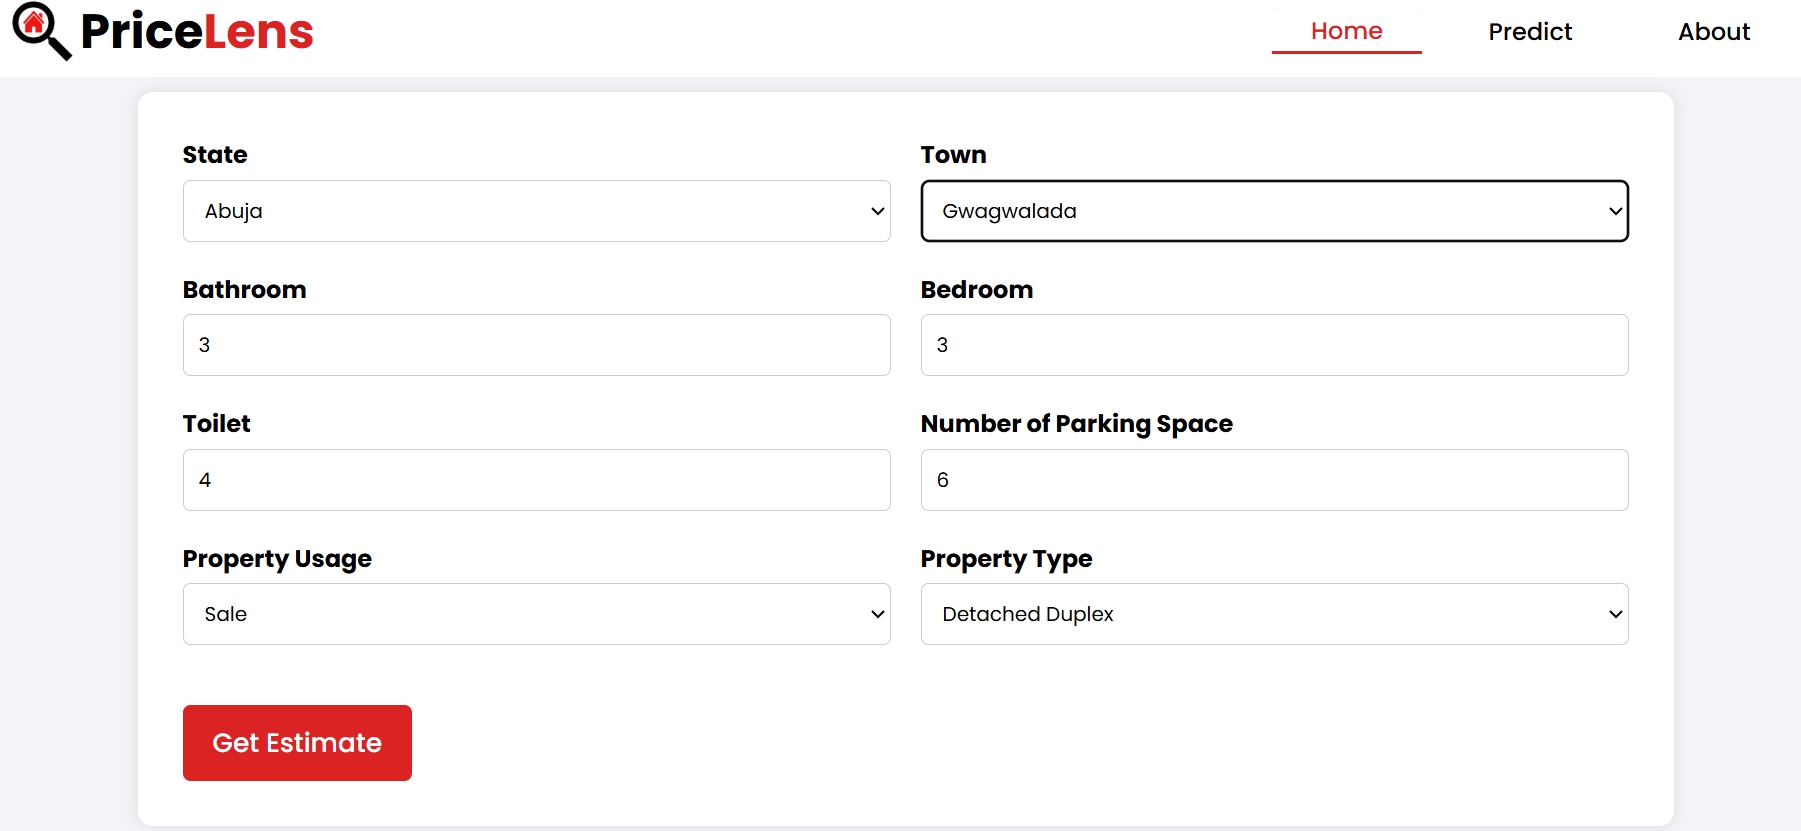 PriceLens
Home Predict About
State Town
Abuja Gwagwalada
Bathroom Bedroom
3 3
Toilet Number of Parking Space
4 6
Property Usage Property Type
Sale Detached Duplex
Get Estimate